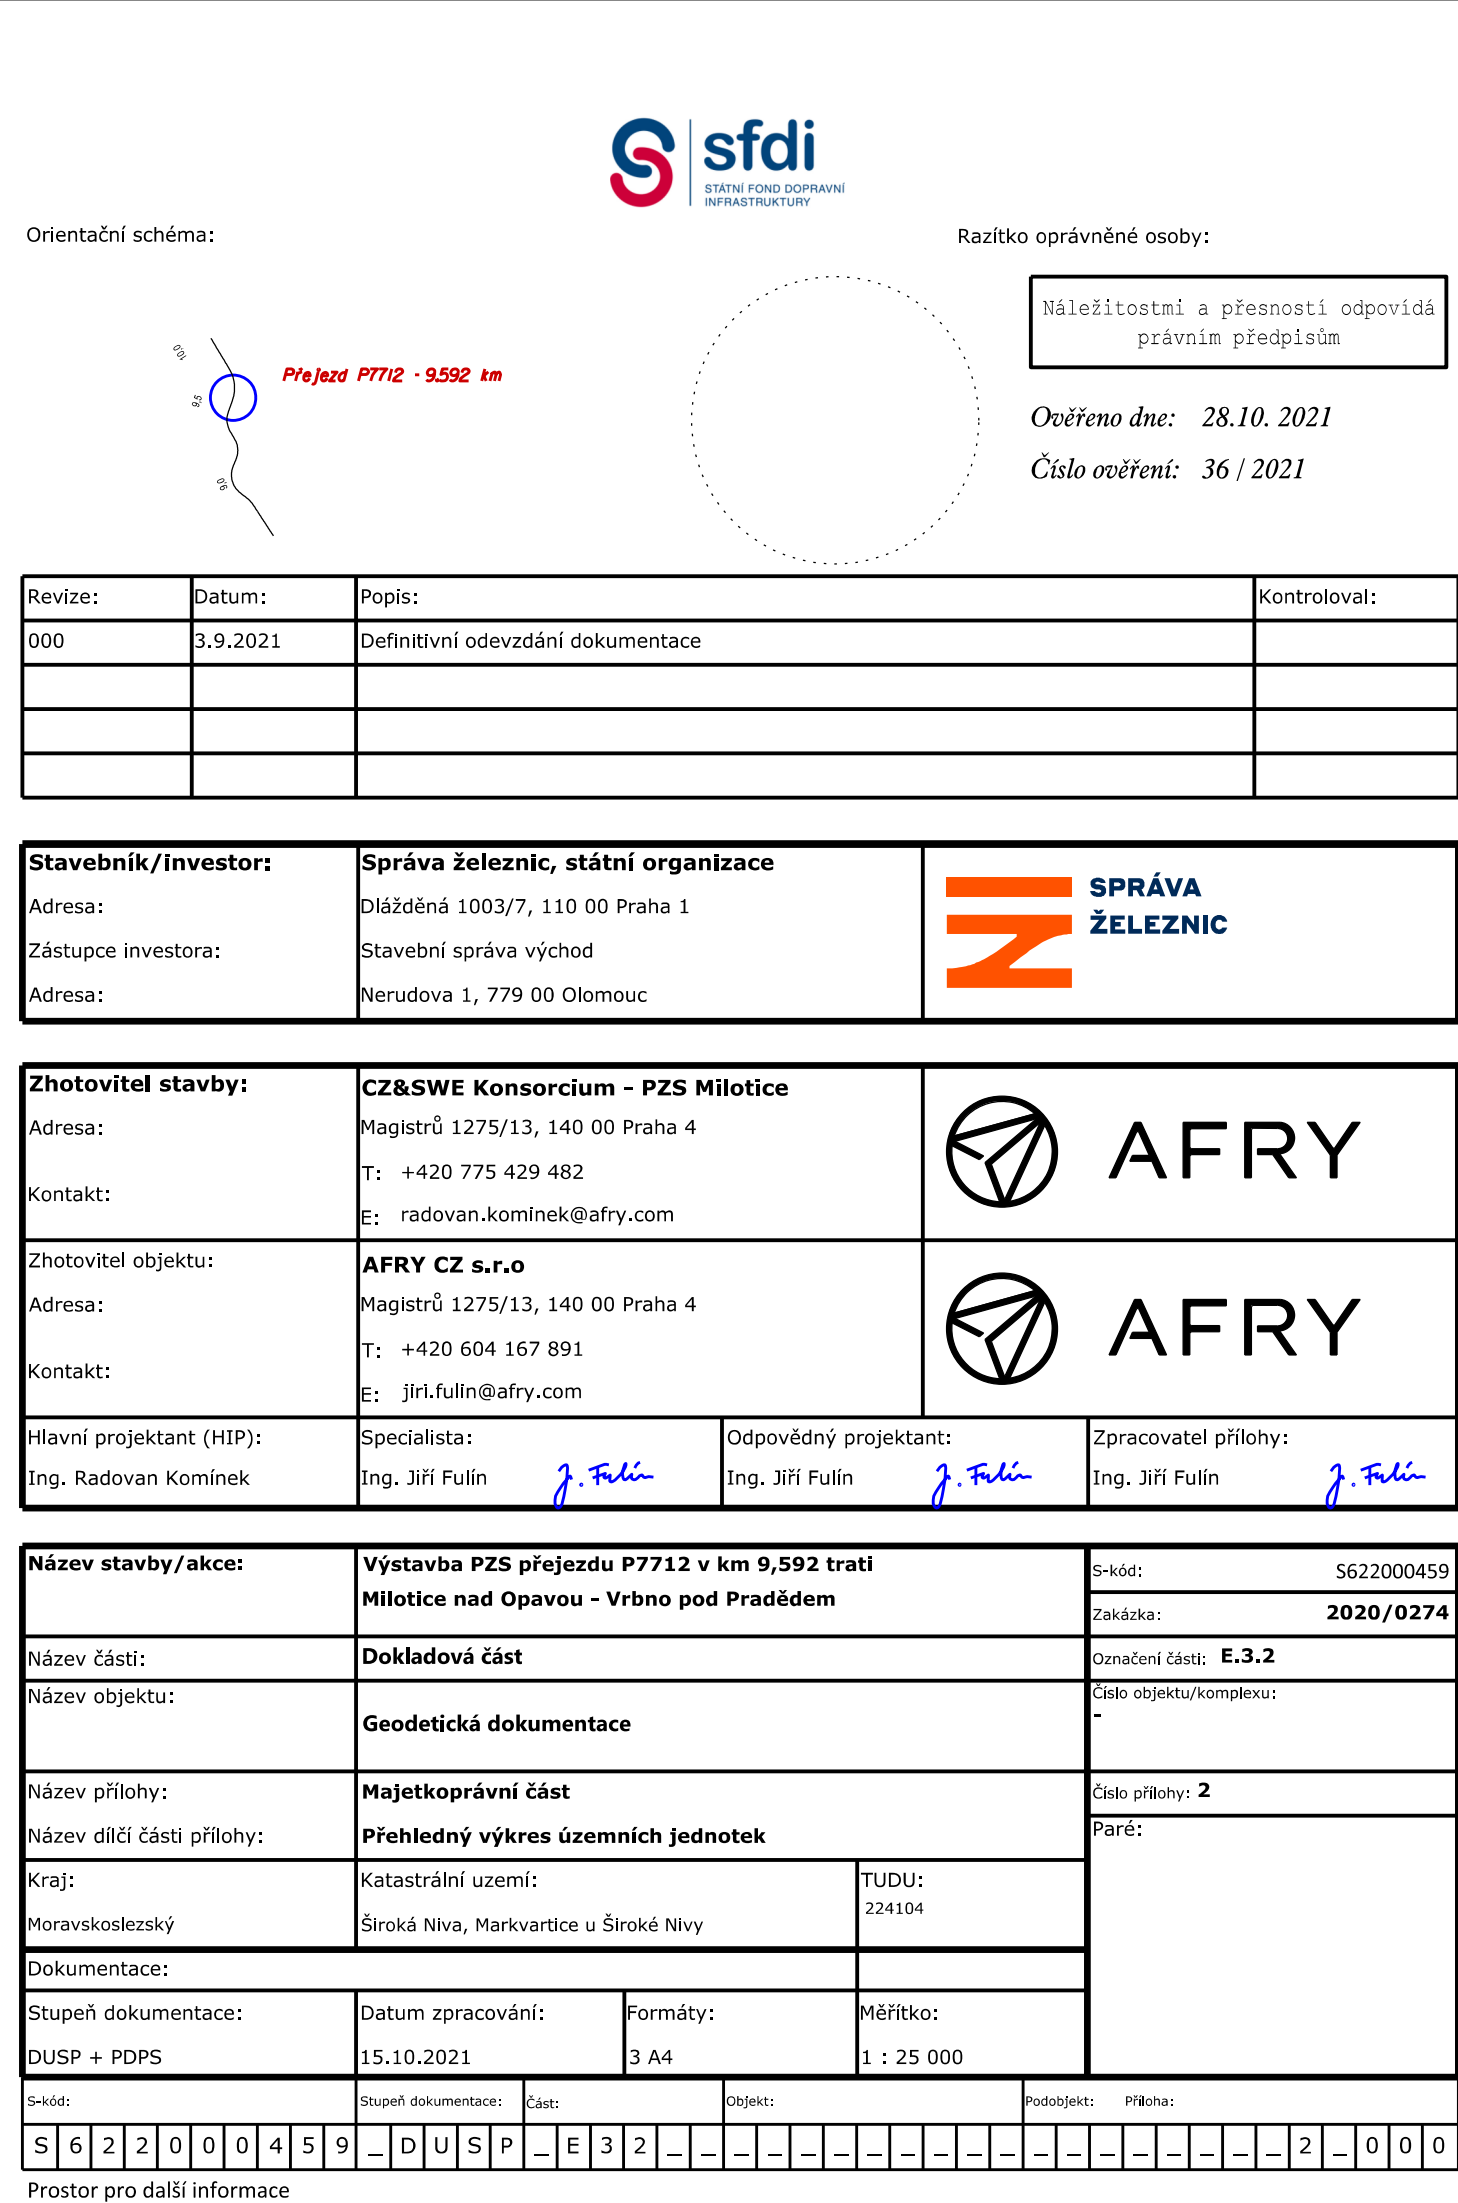 sfdi
STÁTNÍ FOND DOPRAVNÍ
INFRASTRUKTURY
Orientační schéma:
Razítko oprávněné osoby:
Náležitostmi a přesností odpovídá
právním předpisům
10,0
9,5
9,0
Přejezd P7712 - 9.592 km
Ověřeno dne: 28.10. 2021
Číslo ověření: 36 / 2021
Revize: Datum: Popis: Kontroloval:
000 3.9.2021 Definitivní odevzdání dokumentace
Stavebník/investor: Správa železnic, státní organizace
Adresa: Dlážděná 1003/7, 110 00 Praha 1
Zástupce investora: Stavební správa východ
Adresa: Nerudova 1, 779 00 Olomouc
SPRÁVA
ŽELEZNIC
Zhotovitel stavby: CZ&SWE Konsorcium - PZS Milotice
Adresa: Magistrů 1275/13, 140 00 Praha 4
Kontakt: T: +420 775 429 482
E: radovan.kominek@afry.com
AFRY
Zhotovitel objektu: AFRY CZ s.r.o
Adresa: Magistrů 1275/13, 140 00 Praha 4
Kontakt: T: +420 604 167 891
E: jiri.fulin@afry.com
AFRY
Hlavní projektant (HIP): Specialista: Odpovědný projektant: Zpracovatel přílohy:
Ing. Radovan Komínek Ing. Jiří Fulín J. Fulín Ing. Jiří Fulín J. Fulín Ing. Jiří Fulín J. Fulín
Název stavby/akce: Výstavba PZS přejezdu P7712 v km 9,592 trati
Milotice nad Opavou - Vrbno pod Pradědem
S-kód: S622000459
Zakázka: 2020/0274
Název části: Dokladová část Označení části: E.3.2
Název objektu: Geodetická dokumentace
Číslo objektu/komplexu:
-
Název přílohy: Majetkoprávní část Číslo přílohy: 2
Název dílčí části přílohy: Přehledný výkres územních jednotek Paré:
Kraj: Katastrální uzemí: TUDU:
Moravskoslezský Široká Niva, Markvartice u Široké Nivy 224104
Dokumentace:
Stupeň dokumentace: Datum zpracování: Formáty: Měřítko:
DUSP + PDPS 15.10.2021 3 A4 1 : 25 000
S-kód: Stupeň dokumentace: Část: Objekt: Podobjekt: Příloha:
S 6 2 2 0 0 0 4 5 9 _ D U S P _ E 3 2 _ _ _ _ _ _ _ _ _ _ _ _ _ _ _ _ _ _ _ 2 _ 0 0 0
Prostor pro další informace